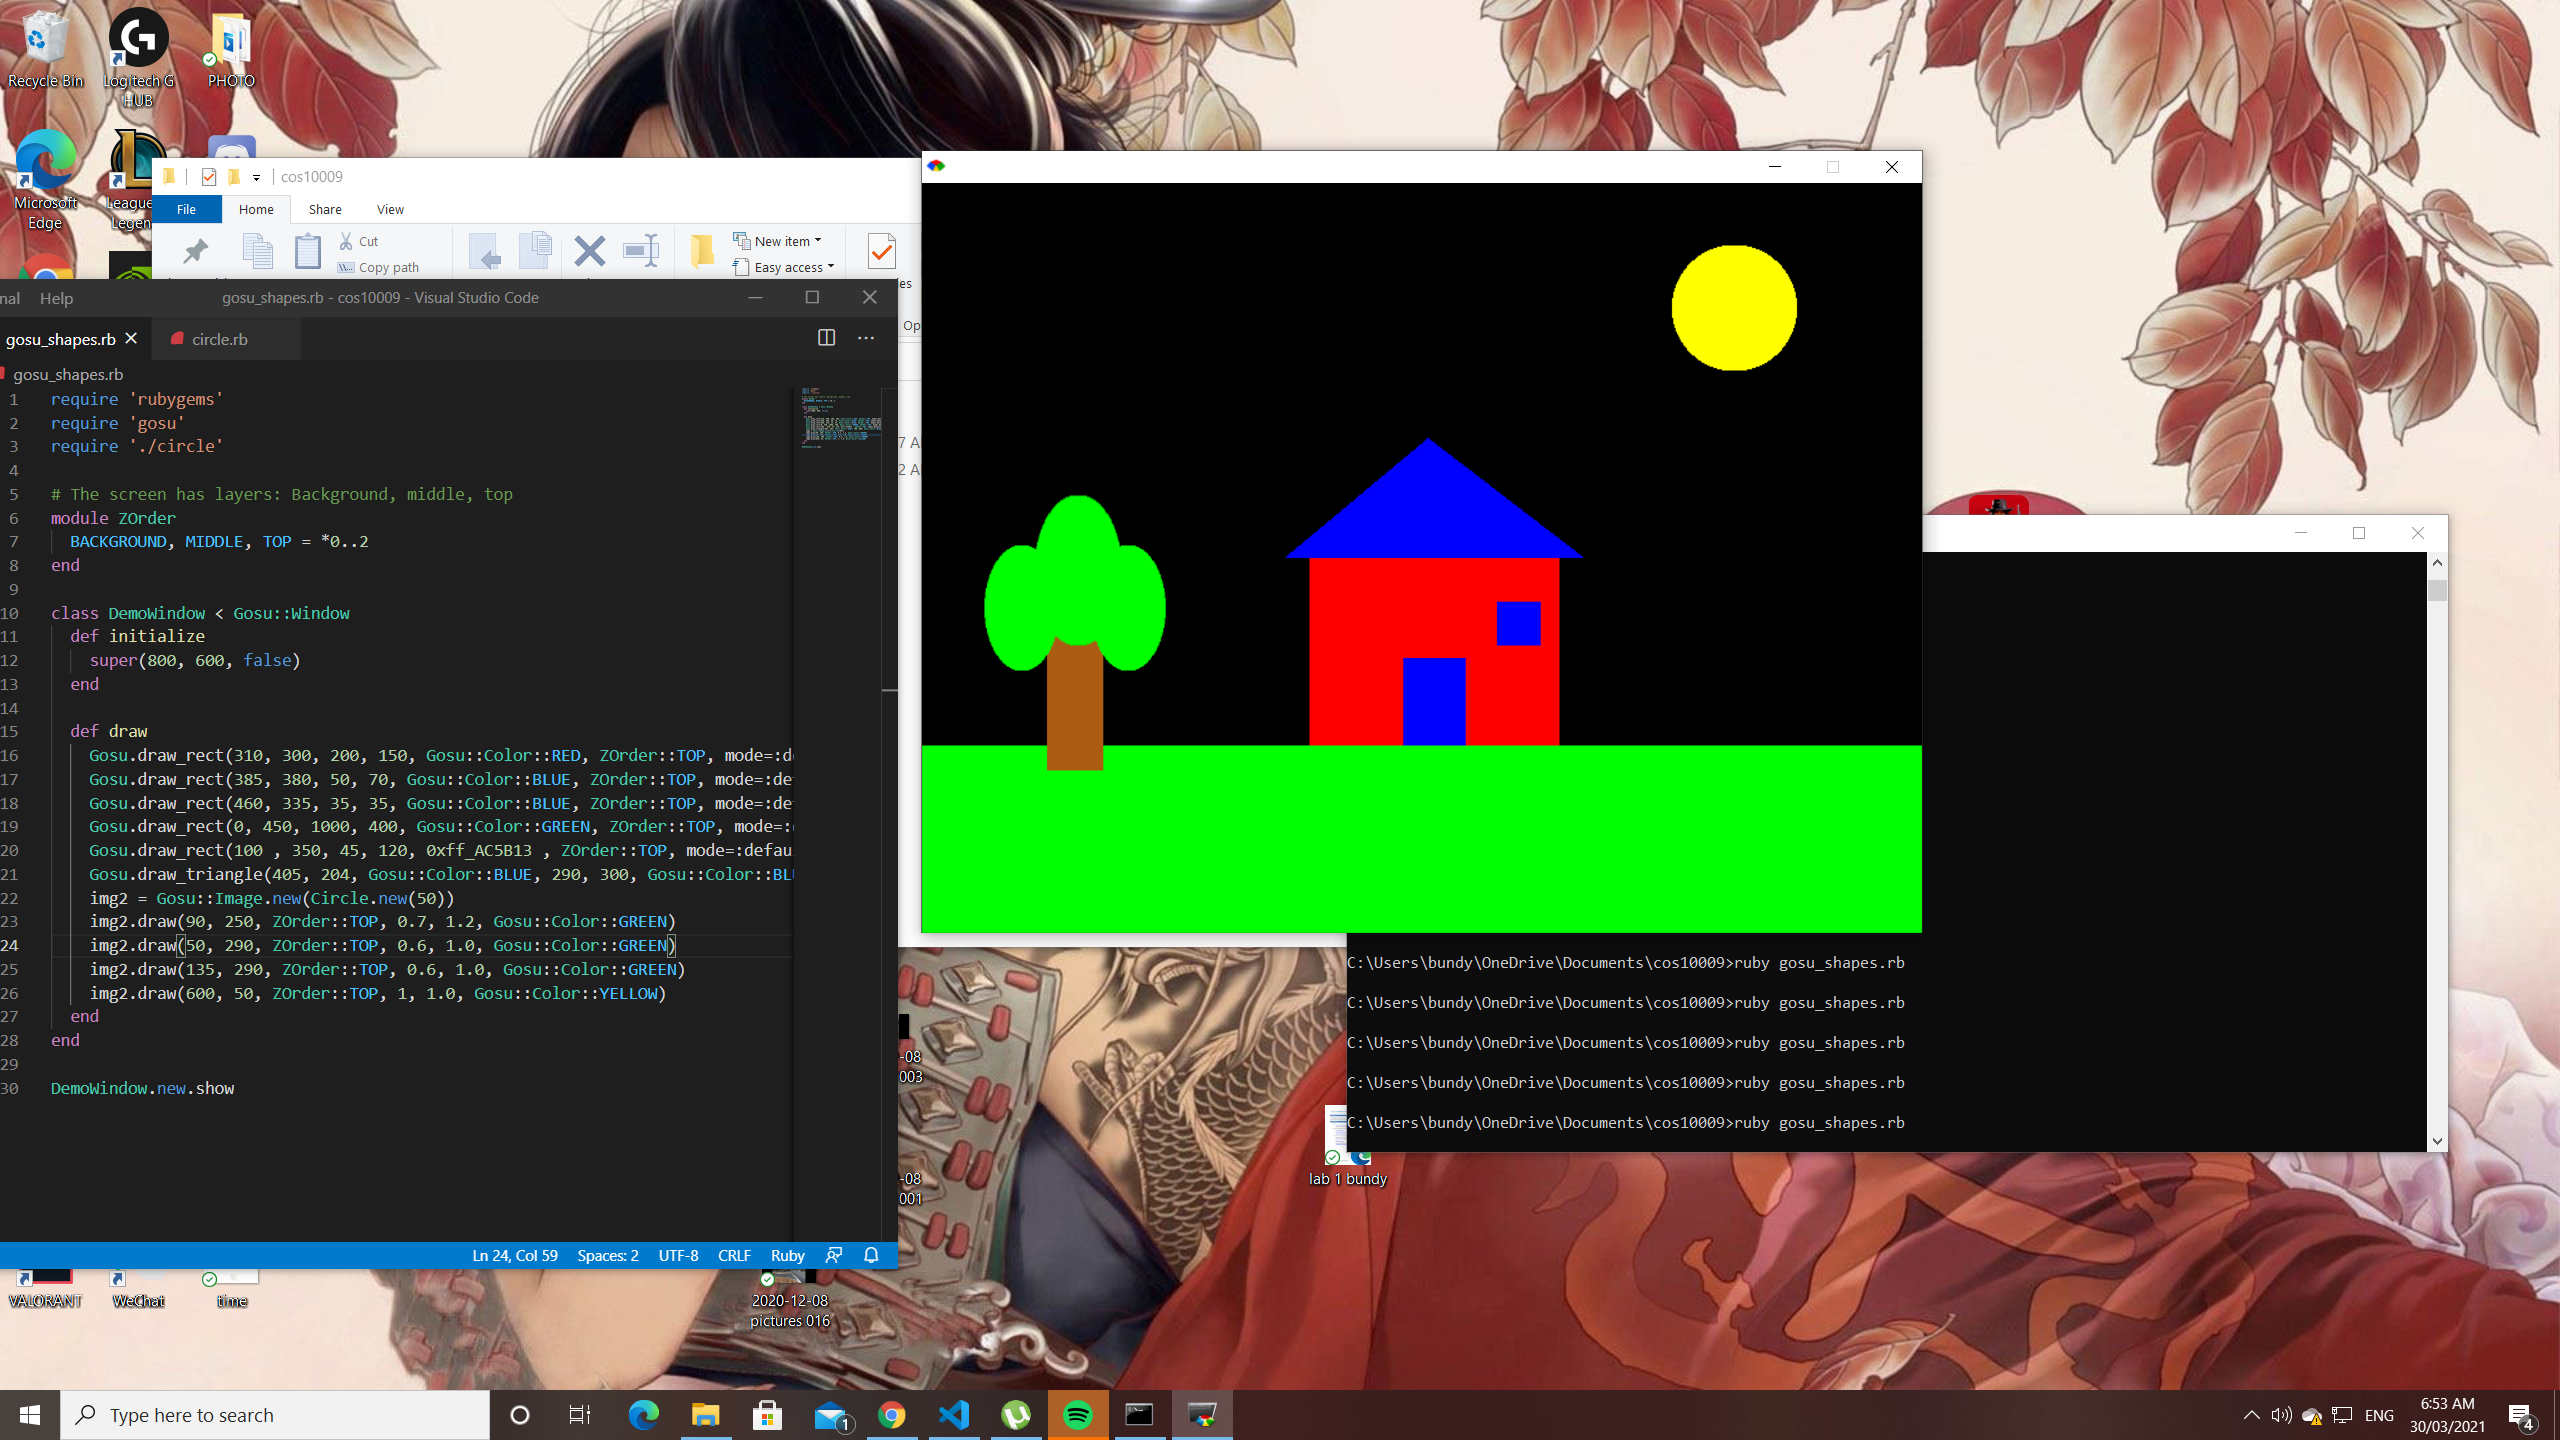 Recycle Bin
Logitech G HUB
PHOTO
Microsoft Edge
League
Legen
cos10009
File
Home
Share
View
Cut
Copy path
New item
Easy access
Op
nal
Help
gosu_shapes.rb - cos10009 - Visual Studio Code
gosu_shapes.rb
circle.rb
gosu_shapes.rb
7 A
2 A
1 require 'rubygems'
2 require 'gosu'
3 require './circle'
4
5 # The screen has layers: Background, middle, top
6 module ZOrder
7 BACKGROUND, MIDDLE, TOP = *0..2
8 end
9
10 class DemoWindow < Gosu::Window
11 def initialize
12 super(800, 600, false)
13 end
14
15 def draw
16 Gosu.draw_rect(310, 300, 200, 150, Gosu::Color::RED, ZOrder::TOP, mode=:d
17 Gosu.draw_rect(385, 380, 50, 70, Gosu::Color::BLUE, ZOrder::TOP, mode=:de
18 Gosu.draw_rect(460, 335, 35, 35, Gosu::Color::BLUE, ZOrder::TOP, mode=:de
19 Gosu.draw_rect(0, 450, 1000, 400, Gosu::Color::GREEN, ZOrder::TOP, mode=:
20 Gosu.draw_rect(100 , 350, 45, 120, 0xff_AC5B13 , ZOrder::TOP, mode=:defau
21 Gosu.draw_triangle(405, 204, Gosu::Color::BLUE, 290, 300, Gosu::Color::BL
22 img2 = Gosu::Image.new(Circle.new(50))
23 img2.draw(90, 250, ZOrder::TOP, 0.7, 1.2, Gosu::Color::GREEN)
24 img2.draw(50, 290, ZOrder::TOP, 0.6, 1.0, Gosu::Color::GREEN)
25 img2.draw(135, 290, ZOrder::TOP, 0.6, 1.0, Gosu::Color::GREEN)
26 img2.draw(600, 50, ZOrder::TOP, 1, 1.0, Gosu::Color::YELLOW)
27 end
28 end
29
30 DemoWindow.new.show
Ln 24, Col 59
Spaces: 2
UTF-8
CRLF
Ruby
C:\Users\bundy\OneDrive\Documents\cos10009>ruby gosu_shapes.rb
C:\Users\bundy\OneDrive\Documents\cos10009>ruby gosu_shapes.rb
C:\Users\bundy\OneDrive\Documents\cos10009>ruby gosu_shapes.rb
C:\Users\bundy\OneDrive\Documents\cos10009>ruby gosu_shapes.rb
C:\Users\bundy\OneDrive\Documents\cos10009>ruby gosu_shapes.rb
-08
003
-08
001
lab 1 bundy
VALORANT
WeChat
time
2020-12-08
pictures 016
Type here to search
1
ENG
6:53 AM
30/03/2021
4